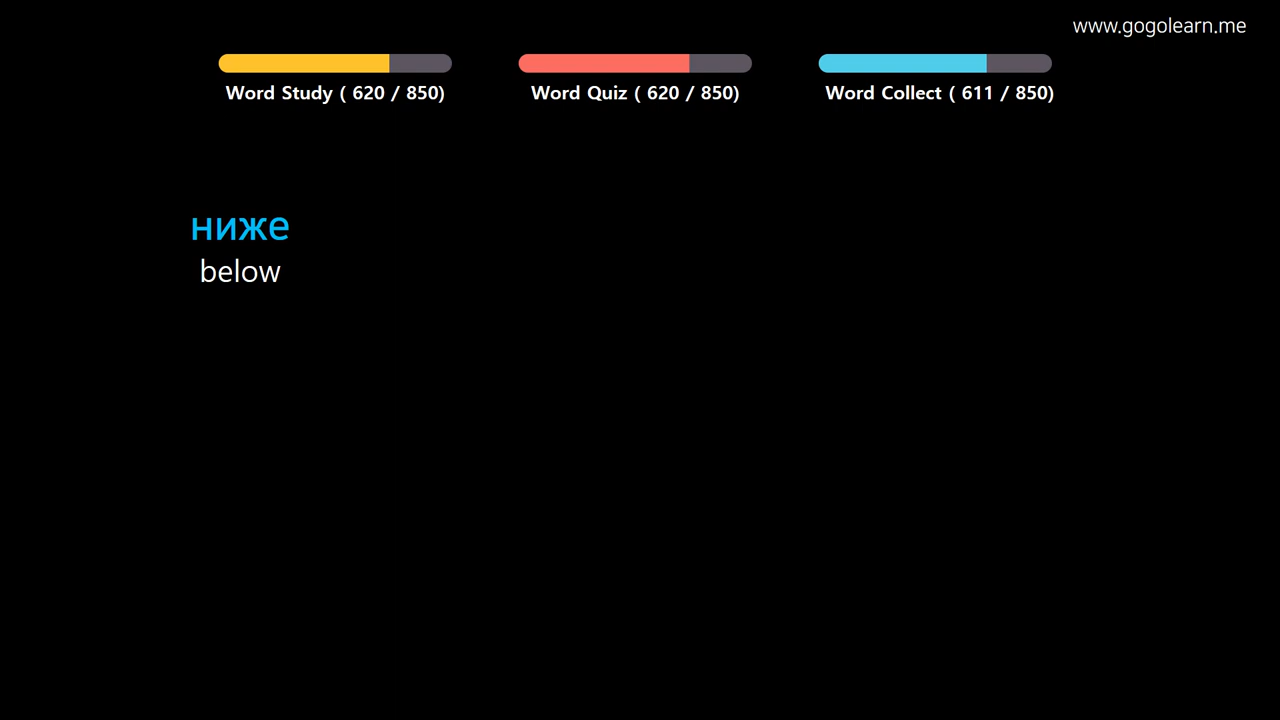 www.gogolearn.me
Word Study ( 620 / 850)
Word Quiz ( 620 / 850)
Word Collect ( 611 / 850)
ниже
below